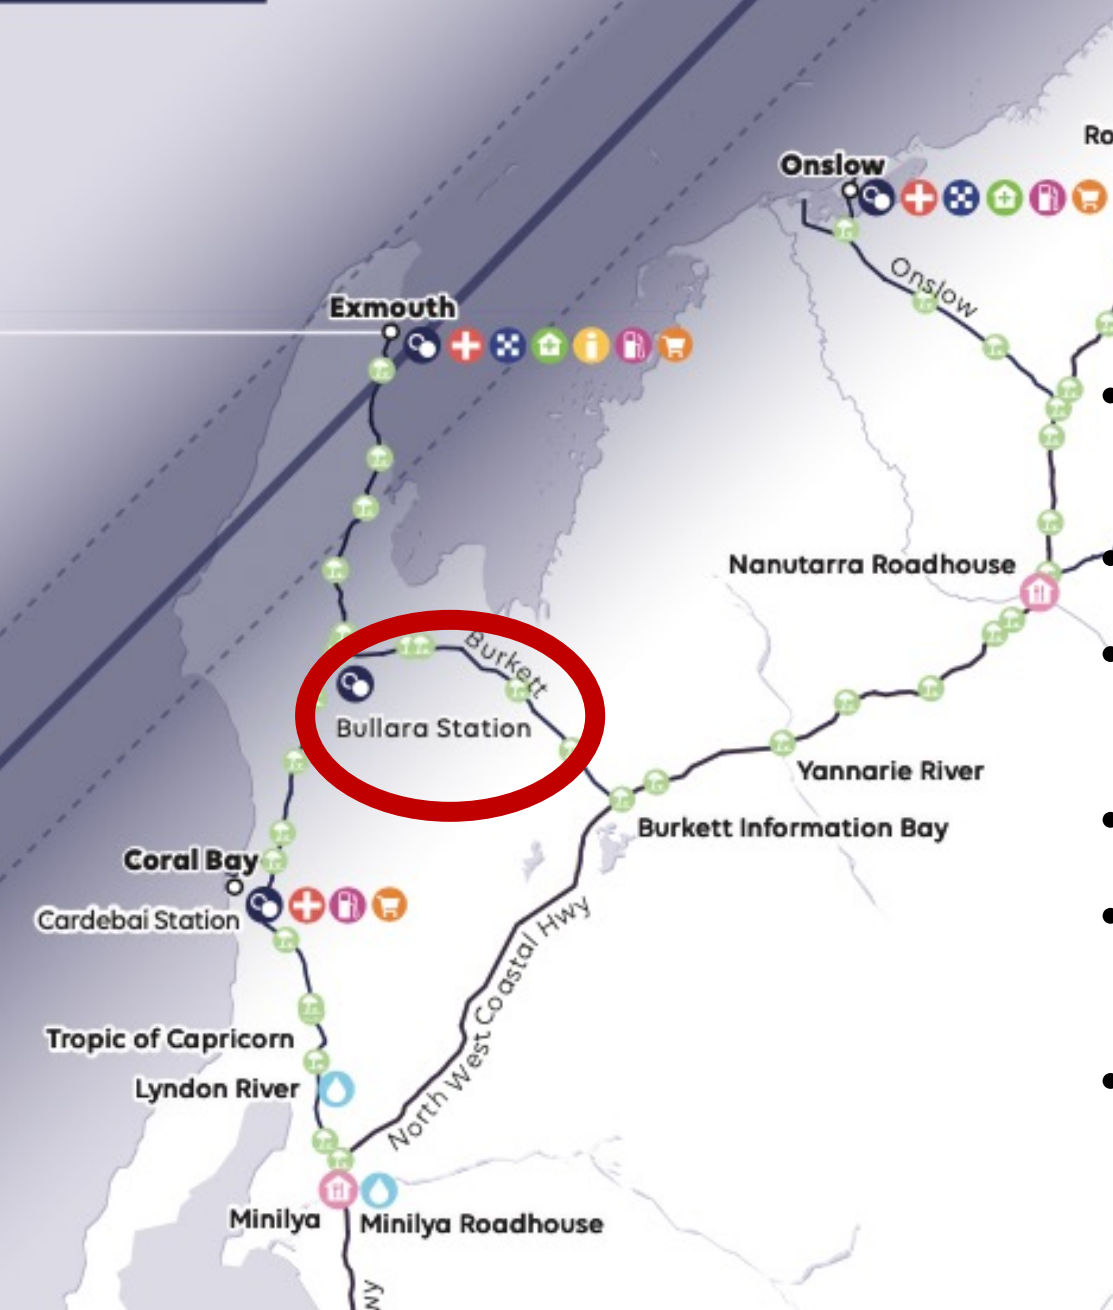 Ro
Onslow
Onslow
Exmouth
Nanutarra Roadhouse
Burkett
Bullara Station
Yannarie River
Burkett Information Bay
Coral Bay
Cardebai Station
North West Coastal Hwy
Tropic of Capricorn
Lyndon River
Minilya
Minilya Roadhouse
wy